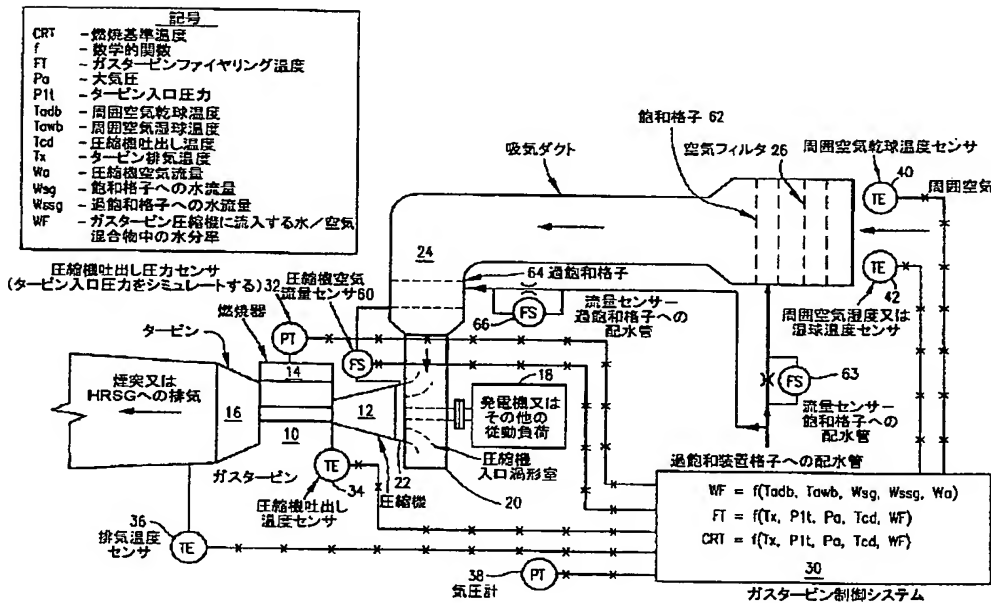 記号
CRT －燃焼基準温度
f －数学的関数
FT －ガスタービンファイヤリング温度
Pa －大気圧
P1t －タービン入口圧力
Tadb －周囲空気乾球温度
Tawb －周囲空気湿球温度
Tcd －圧縮機吐出し温度
Tx －タービン排気温度
Wa －圧縮機空気流量
Wsg －飽和格子への水流量
Wssg －過飽和格子への水流量
WF －ガスタービン圧縮機に流入する水／空気
混合物中の水分率
飽和格子 62
空気フィルタ 26
周囲空気乾球温度センサ
40
TE
周囲空気
吸気ダクト
24
64 過飽和格子
TE
42
周囲空気湿度又は
湿球温度センサ
圧縮機吐出し圧力センサ
(タービン入口圧力をシミュレートする) 32
圧縮機空気
流量センサ 60
66
FS
流量センサー
過飽和格子への
配水管
燃焼器
PT
FS
タービン
FS
63
流量センサー
飽和格子への
配水管
煙突又は
HRSGへの排気
14
16
12
10
18
発電機又は
その他の
従動負荷
ガスタービン
TE
34
22
圧縮機
圧縮機
入口渦形室
20
圧縮機吐出し
温度センサ
過飽和装置格子への配水管
WF = f(Tadb, Tawb, Wsg, Wssg, Wa)
FT = f(Tx, P1t, Pa, Tcd, WF)
CRT = f(Tx, P1t, Pa, Tcd, WF)
30
ガスタービン制御システム
36
排気温度
センサ
TE
38
気圧計
PT